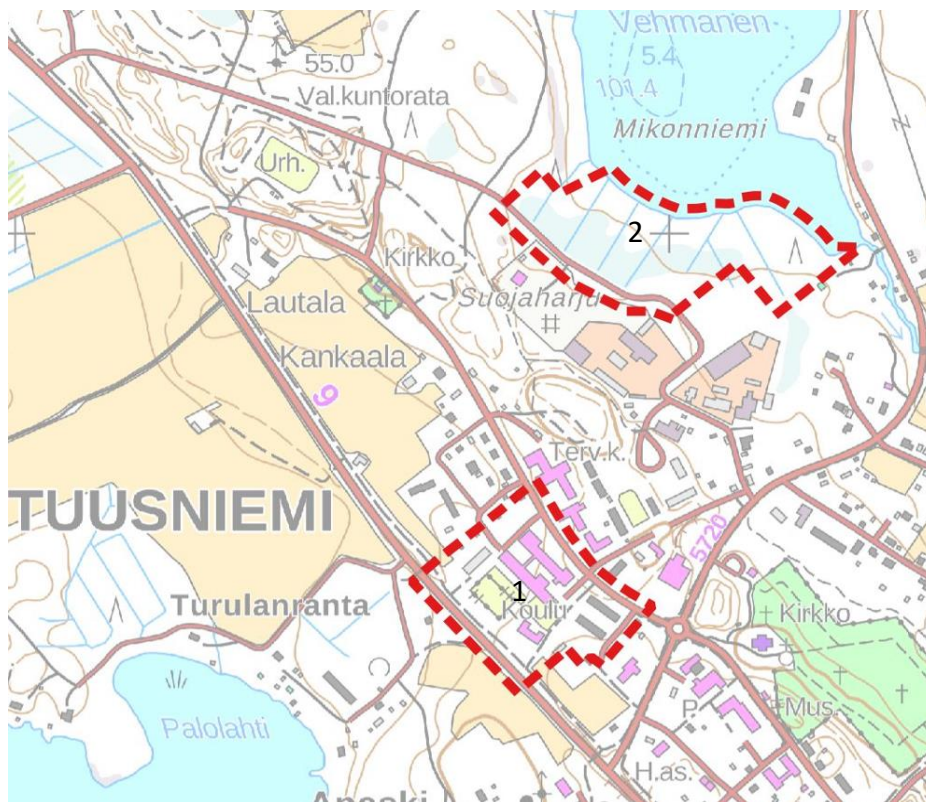 Vehmanen
5.4
101.4
55.0
Val.kuntorata
Mikonniemi
Urh.
2
Kirkko
Suojaharju
Lautala
Kankaala
9
Terv.k.
TUUSNIEMI
5720
1
Koulu
Turulanranta
Kirkko
P.
Mus.
Palolahti
H.as.